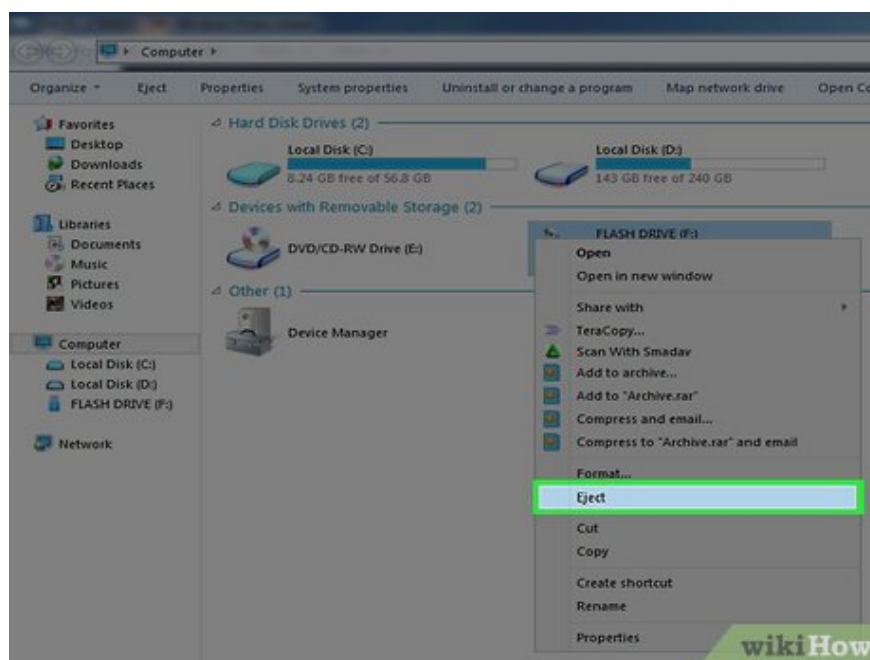 Computer
Organize Eject Properties System properties Uninstall or change a program Map network drive Open Co
Favorites
Desktop
Downloads
Recent Places
Libraries
Documents
Music
Pictures
Videos
Computer
Local Disk (C:)
Local Disk (D:)
FLASH DRIVE (F:)
Network
Hard Disk Drives (2)
Local Disk (C:)
8.24 GB free of 56.8 GB
Local Disk (D:)
143 GB free of 240 GB
Devices with Removable Storage (2)
DVD/CD-RW Drive (E:)
FLASH DRIVE (F:)
Other (1)
Device Manager
Open
Open in new window
Share with
TeraCopy...
Scan With Smadav
Add to archive...
Add to "Archive.rar"
Compress and email...
Compress to "Archive.rar" and email
Format...
Eject
Cut
Copy
Create shortcut
Rename
Properties
wikiHow